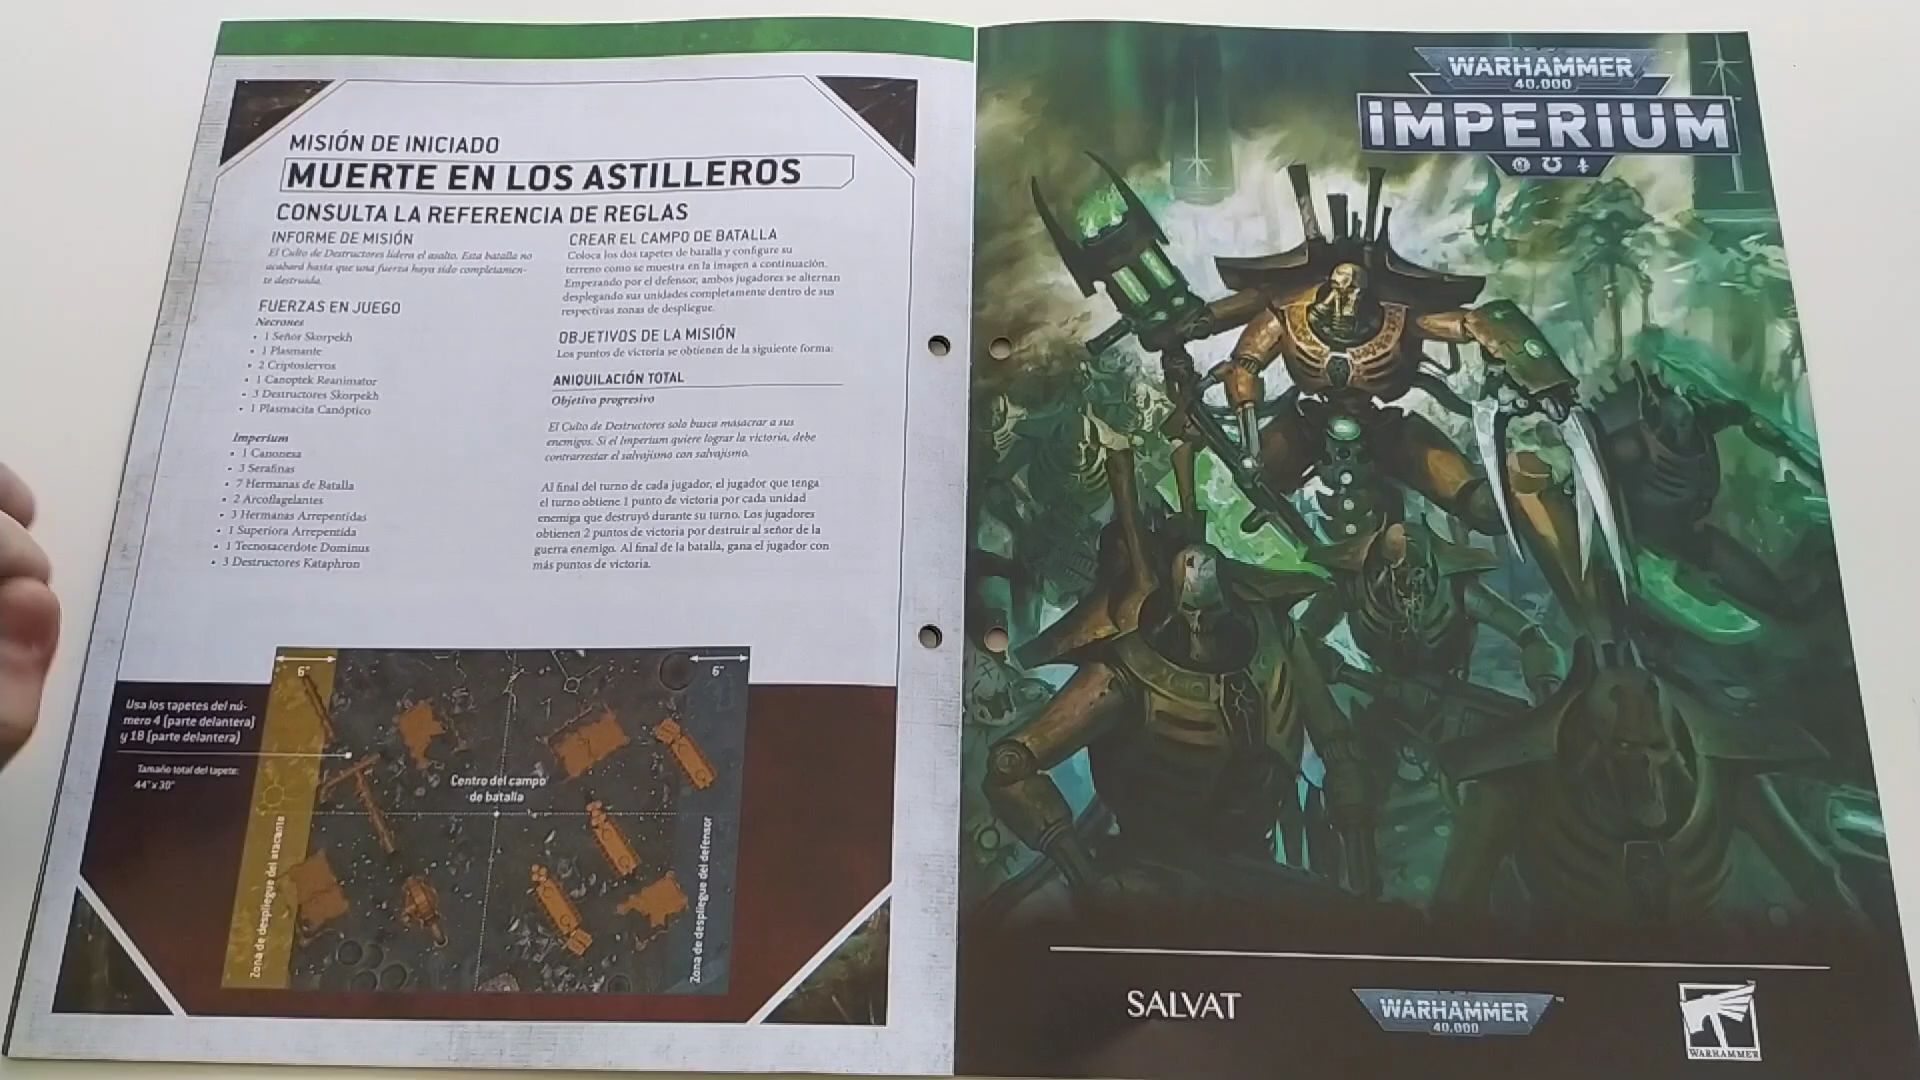 MISIÓN DE INICIADO
MUERTE EN LOS ASTILLEROS
CONSULTA LA REFERENCIA DE REGLAS
INFORME DE MISIÓN
El Culto de Destructores lidera el asalto. Esta batalla no
acabará hasta que una fuerza haya sido completamen-
te destruida.
FUERZAS EN JUEGO
Necrones
• 1 Señor Skorpekh
• 1 Plasmante
• 2 Criptosiervos
• 1 Canoptek Reanimator
• 3 Destructores Skorpekh
• 1 Plasmacita Canóptico
Imperium
• 1 Canonesa
• 3 Serafinas
• 7 Hermanas de Batalla
• 2 Arcoflagelantes
• 3 Hermanas Arrepentidas
• 1 Superiora Arrepentida
• 1 Tecnosacerdote Dominus
• 3 Destructores Kataphron
CREAR EL CAMPO DE BATALLA
Coloca los dos tapetes de batalla y configure su
terreno como se muestra en la imagen a continuación.
Empezando por el defensor, ambos jugadores se alternan
desplegando sus unidades completamente dentro de sus
respectivas zonas de despliegue.
OBJETIVOS DE LA MISIÓN
Los puntos de victoria se obtienen de la siguiente forma:
ANIQUILACIÓN TOTAL
Objetivo progresivo
El Culto de Destructores solo busca masacrar a sus
enemigos. Si el Imperium quiere lograr la victoria, debe
contrarrestar el salvajismo con salvajismo.
Al final del turno de cada jugador, el jugador que tenga
el turno obtiene 1 punto de victoria por cada unidad
enemiga que destruyó durante su turno. Los jugadores
obtienen 2 puntos de victoria por destruir al señor de la
guerra enemigo. Al final de la batalla, gana el jugador con
más puntos de victoria.
6"
6"
Usa los tapetes del nú-
mero 4 (parte delantera)
y 18 (parte delantera)
Tamaño total del tapete:
44"x 30"
Centro del campo
de batalla
Zona de despliegue del atacante
Zona de despliegue del defensor
WARHAMMER
40,000
IMPERIUM
SALVAT
WARHAMMER
40,000
™
WARHAMMER